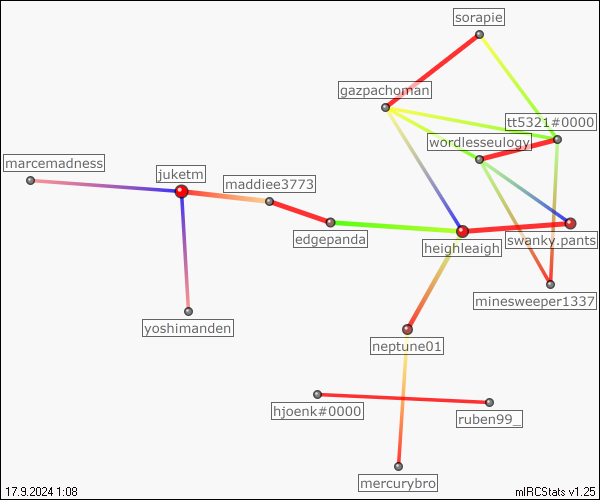 sorapie
gazpachoman
tt5321#0000
wordlesseulogy
marcemadness
juketm
maddiee3773
edgepanda
heighleaigh
swanky.pants
minesweeper1337
yoshimanden
neptune01
hjoenk#0000
ruben99_
mercurybro
17.9.2024 1:08
mIRCStats v1.25